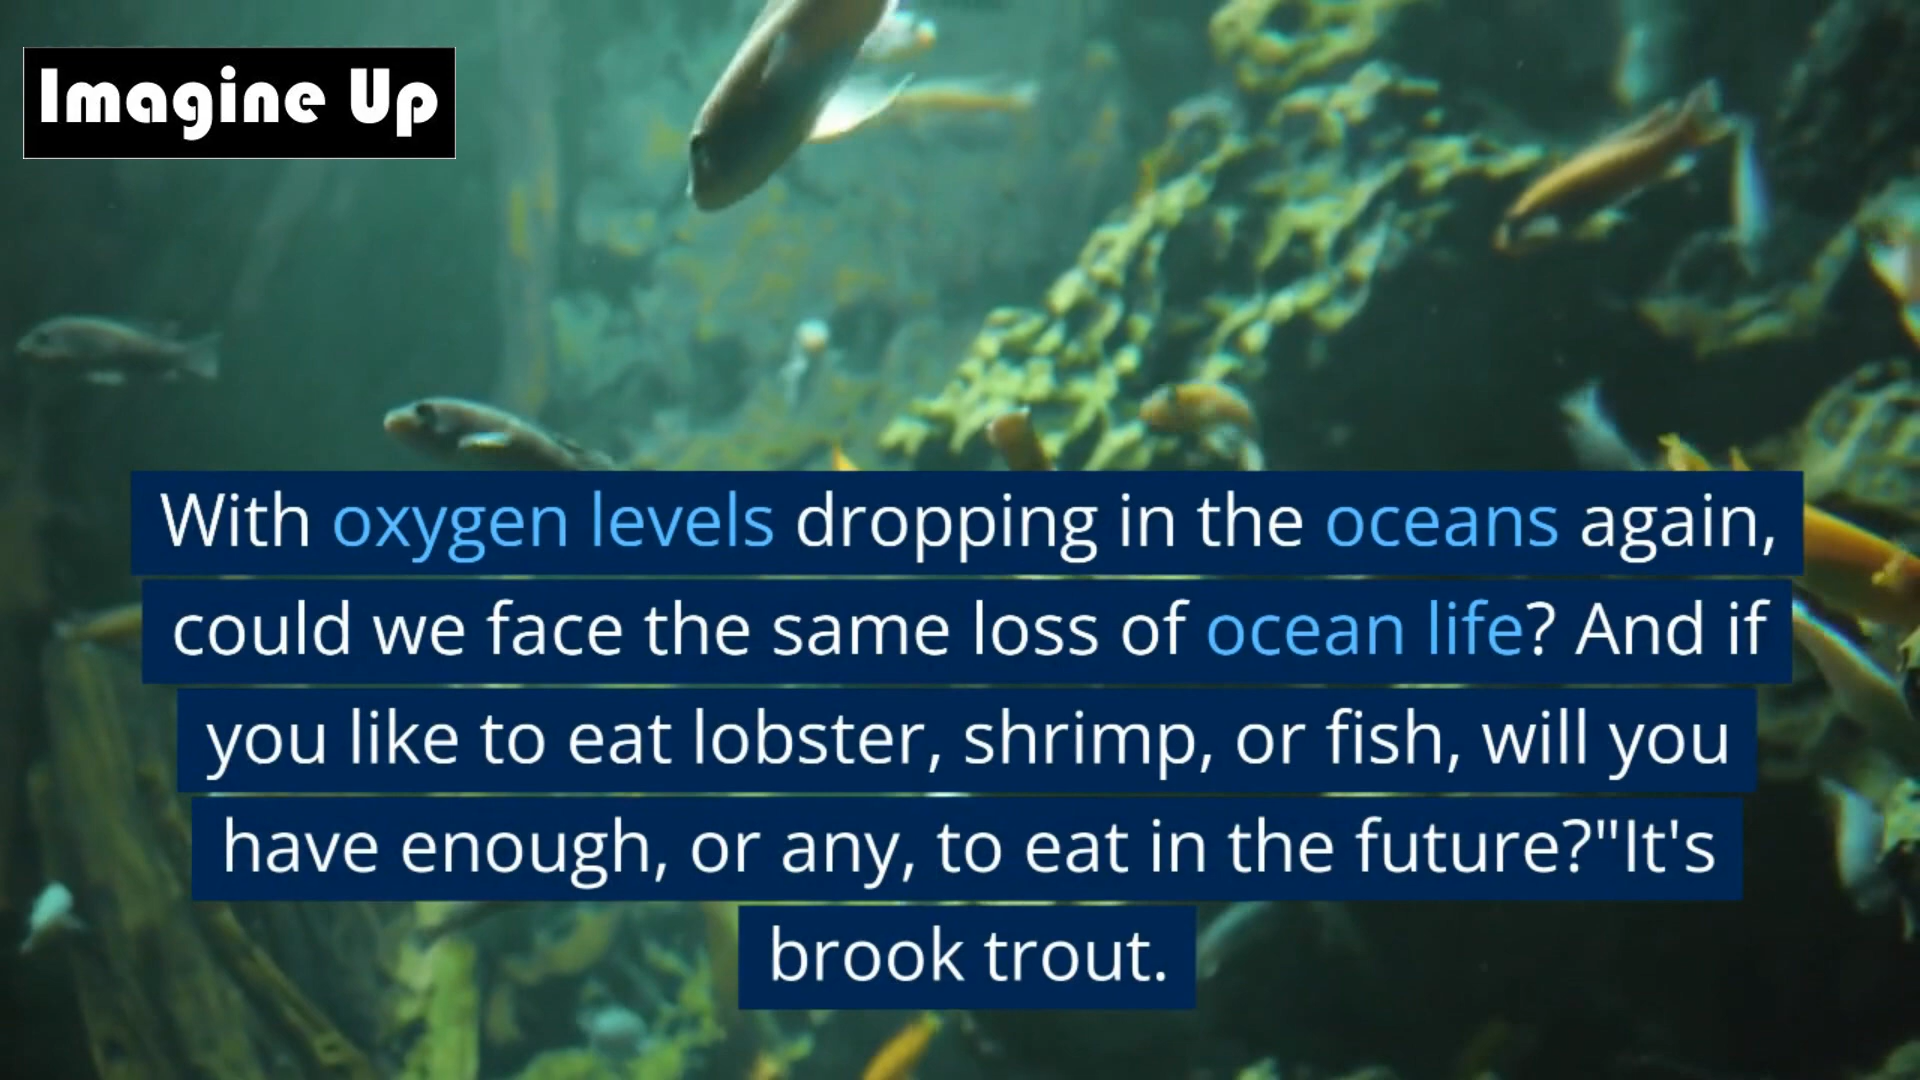 Imagine Up
With oxygen levels dropping in the oceans again,
could we face the same loss of ocean life? And if
you like to eat lobster, shrimp, or fish, will you
have enough, or any, to eat in the future?"It's
brook trout.